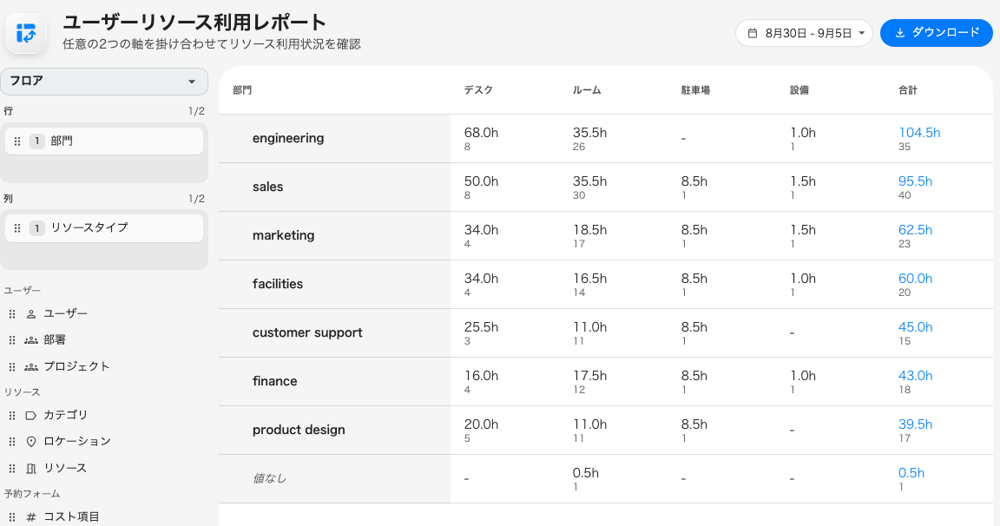 ユーザーリソース利用レポート
任意の2つの軸を掛け合わせてリソース利用状況を確認
8月30日 - 9月5日
ダウンロード
フロア
行 1/2
1 部門
列 1/2
1 リソースタイプ
ユーザー
ユーザー
部署
プロジェクト
リソース
カテゴリ
ロケーション
リソース
予約フォーム
コスト項目
部門 デスク ルーム 駐車場 設備 合計
engineering 68.0h 35.5h - 1.0h 104.5h
8 26 1 35
sales 50.0h 35.5h 8.5h 1.5h 95.5h
8 30 1 1 40
marketing 34.0h 18.5h 8.5h 1.5h 62.5h
4 17 1 1 23
facilities 34.0h 16.5h 8.5h 1.0h 60.0h
4 14 1 1 20
customer support 25.5h 11.0h 8.5h - 45.0h
3 11 1 15
finance 16.0h 17.5h 8.5h 1.0h 43.0h
4 12 1 1 18
product design 20.0h 11.0h 8.5h - 39.5h
5 11 1 17
値なし - 0.5h - - 0.5h
1 1